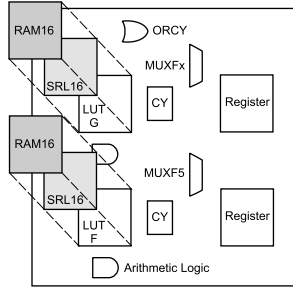 RAM16
ORCY
MUXFx
SRL16
LUT
G
CY
Register
RAM16
MUXF5
SRL16
LUT
F
CY
Register
Arithmetic Logic